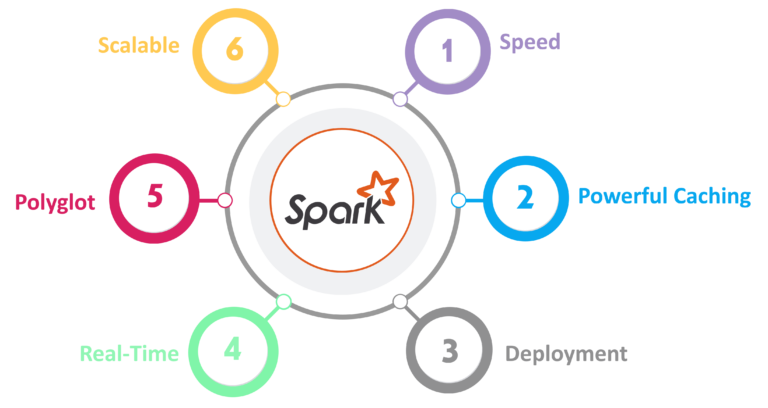 Scalable
6
1
Speed
Polyglot
5
Spark
2
Powerful Caching
Real-Time
4
3
Deployment